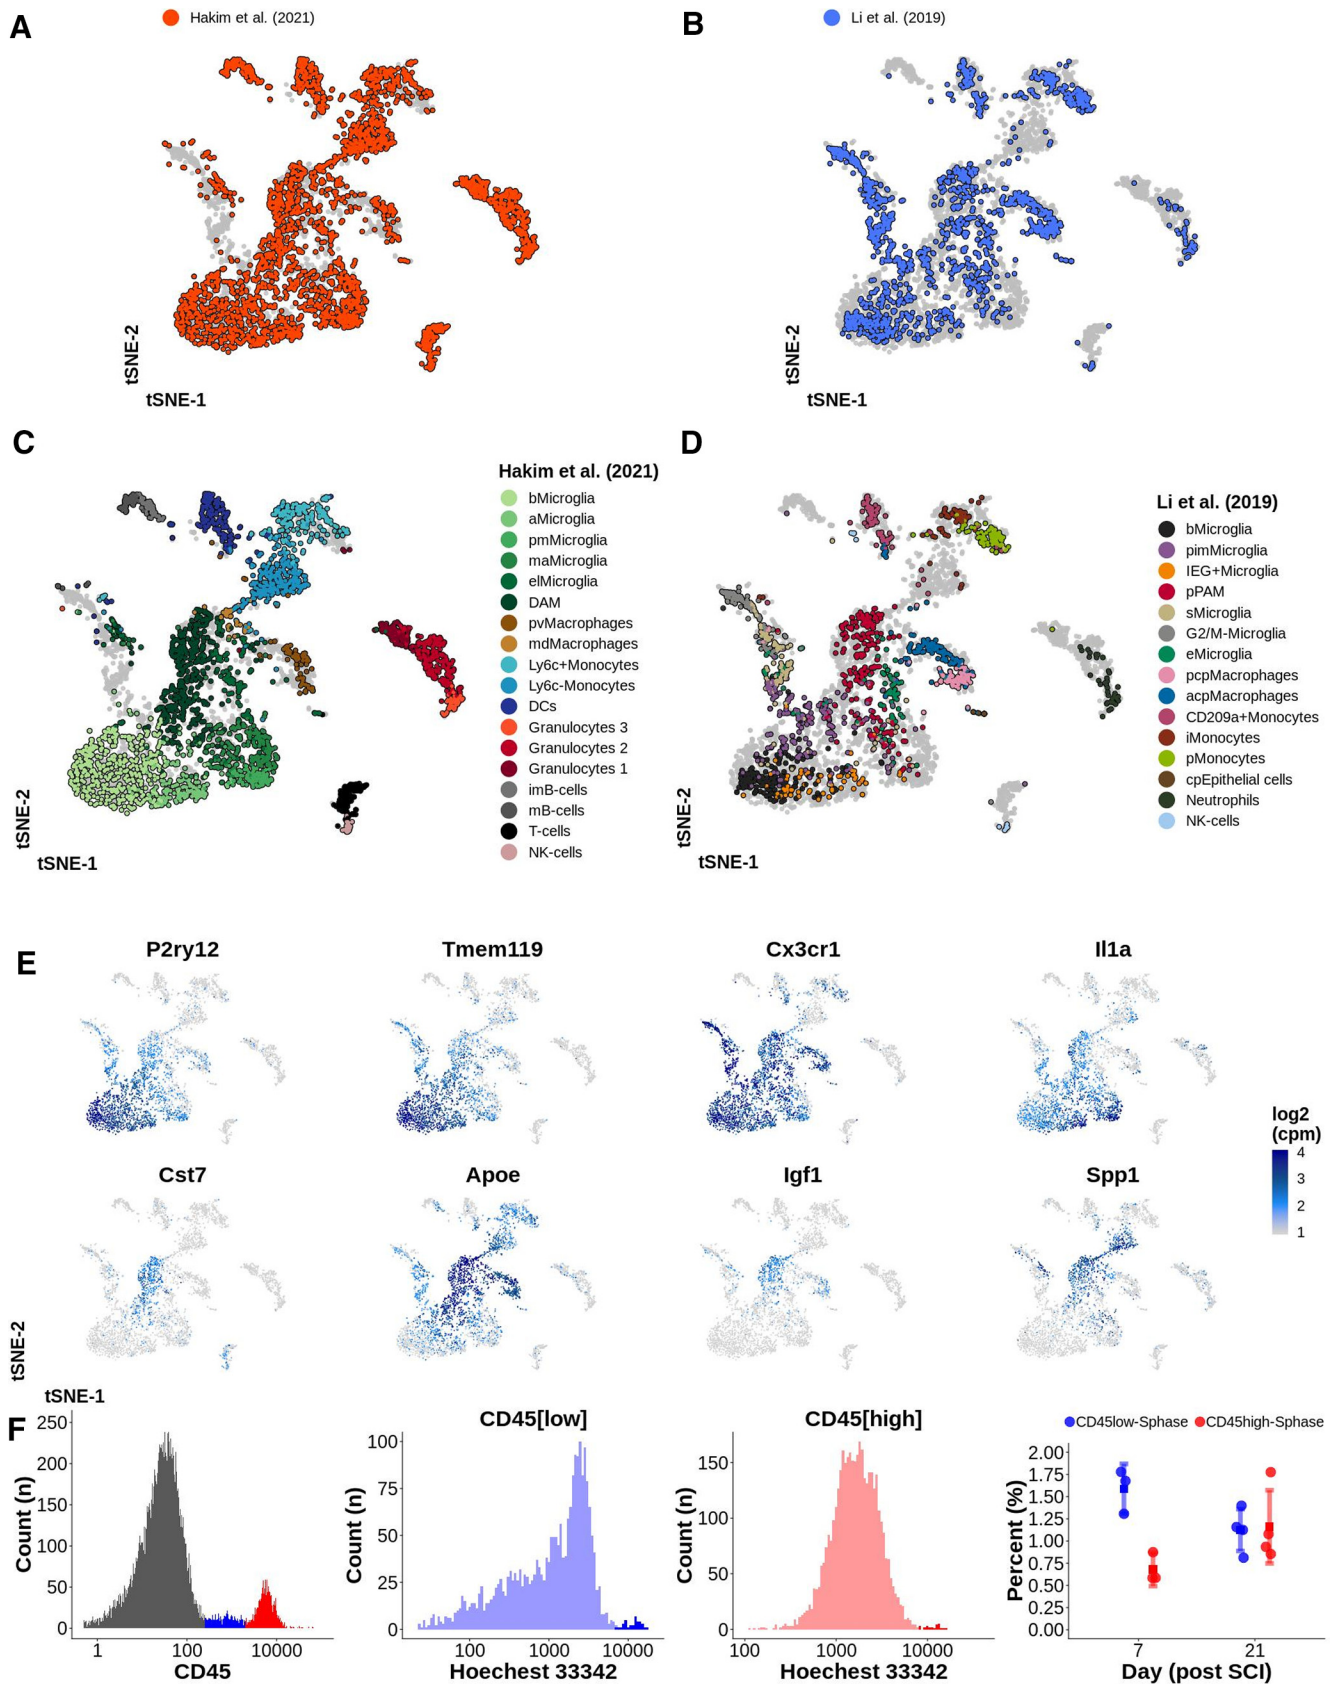 A
Hakim et al. (2021)
tSNE-2
tSNE-1
B
Li et al. (2019)
tSNE-2
tSNE-1
C
Hakim et al. (2021)
bMicroglia
aMicroglia
pmMicroglia
maMicroglia
elMicroglia
DAM
pvMacrophages
mdMacrophages
Ly6c+Monocytes
Ly6c-Monocytes
DCs
Granulocytes 3
Granulocytes 2
Granulocytes 1
imB-cells
mB-cells
T-cells
NK-cells
tSNE-2
tSNE-1
D
Li et al. (2019)
bMicroglia
pimMicroglia
IEG+Microglia
pPAM
sMicroglia
G2/M-Microglia
eMicroglia
pcpMacrophages
acpMacrophages
CD209a+Monocytes
iMonocytes
pMonocytes
cpEpithelial cells
Neutrophils
NK-cells
tSNE-2
tSNE-1
E
P2ry12
Tmem119
Cx3cr1
Il1a
Cst7
Apoe
Igf1
Spp1
log2
(cpm)
4
3
2
1
tSNE-2
tSNE-1
F
250
200
150
100
50
0
Count (n)
1
100
10000
CD45
CD45[low]
100
75
50
25
0
Count (n)
100
1000
10000
Hoechest 33342
CD45[high]
150
100
50
0
Count (n)
100
1000
10000
Hoechest 33342
CD45low-Sphase
CD45high-Sphase
2.00
1.75
1.50
1.25
1.00
0.75
0.50
0.25
0.00
Percent (%)
7
21
Day (post SCI)